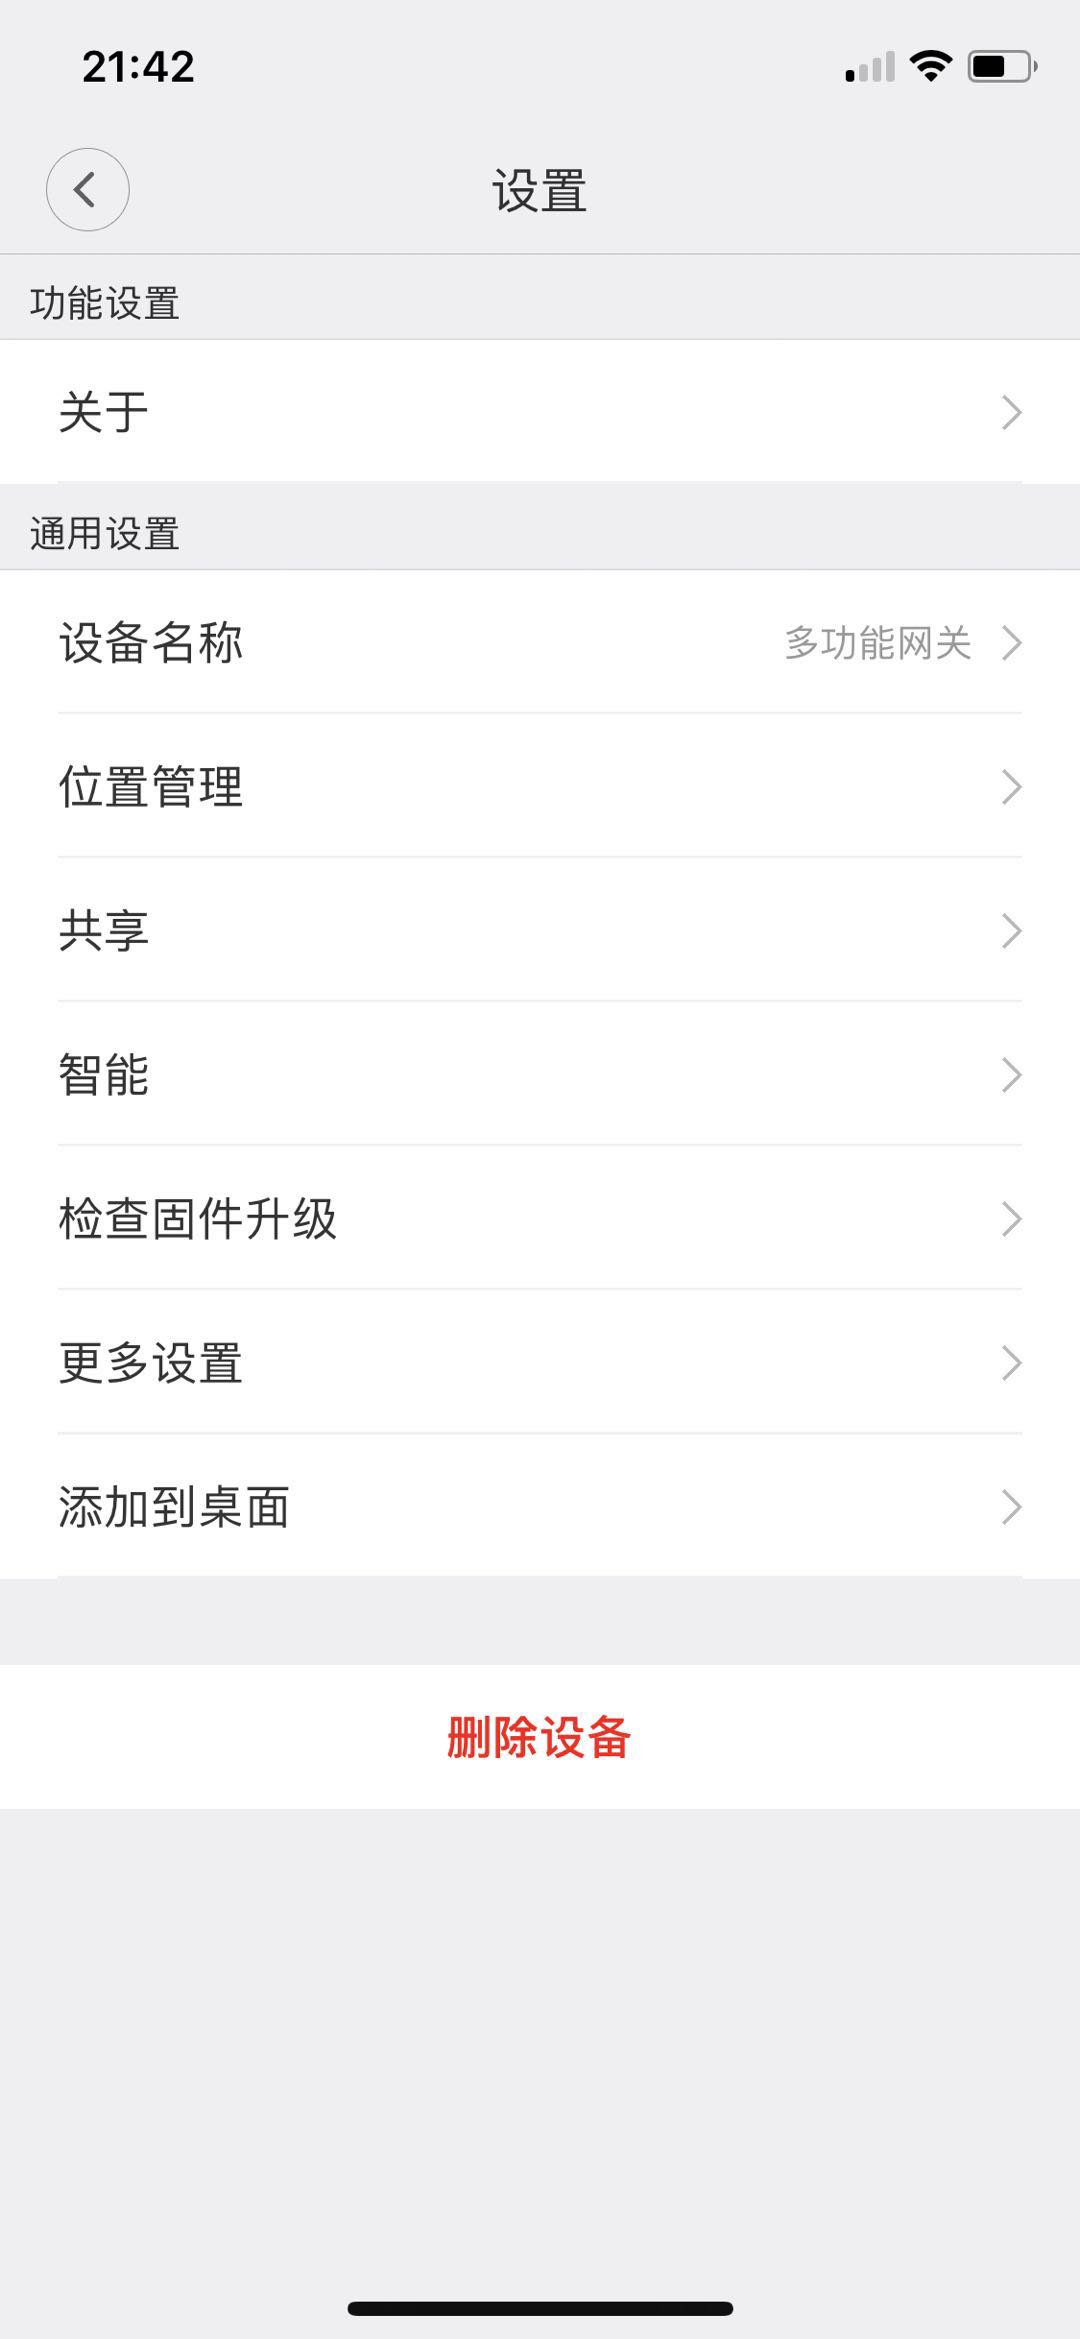 21:42
设置
功能设置
关于
通用设置
设备名称 多功能网关
位置管理
共享
智能
检查固件升级
更多设置
添加到桌面
删除设备